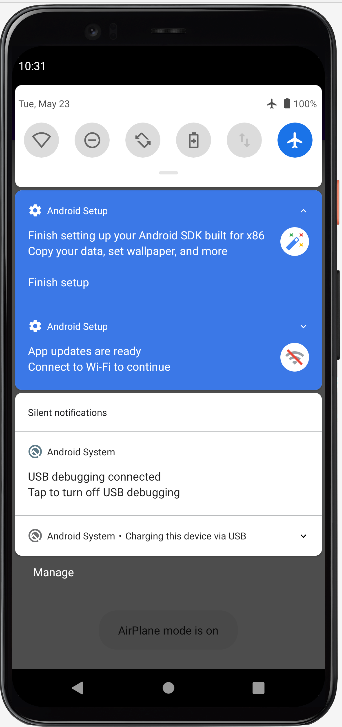 10:31
Tue, May 23
100%
Android Setup
Finish setting up your Android SDK built for x86
Copy your data, set wallpaper, and more
Finish setup
Android Setup
App updates are ready
Connect to Wi-Fi to continue
Silent notifications
Android System
USB debugging connected
Tap to turn off USB debugging
Android System • Charging this device via USB
Manage
AirPlane mode is on